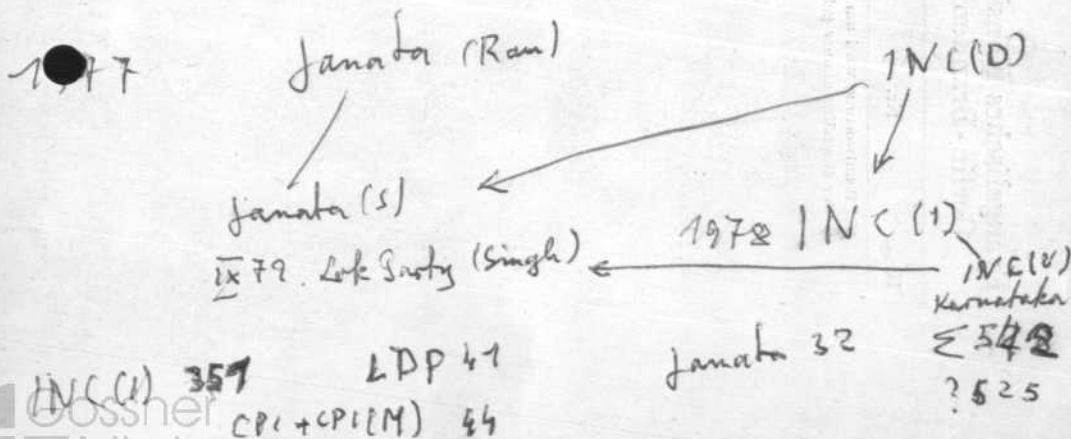 1977 Janata (Ram) INC(D)
Janata (S)
1978 INC(I)
IX 79. Lok Party (Singh)
INC(U)
Karnataka
Janata 32 Σ 542
? 525
INC(I) 351 LDP 41
CPI + CPI(M) 44
Gossner